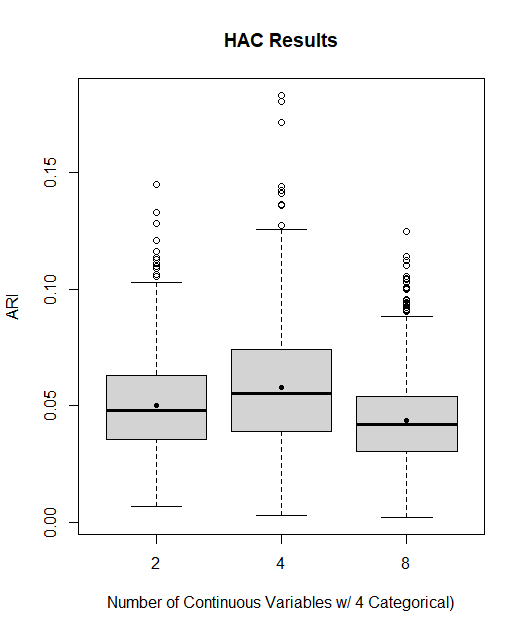 HAC Results
ARI
0.15
0.10
0.05
0.00
2 4 8
Number of Continuous Variables w/ 4 Categorical)